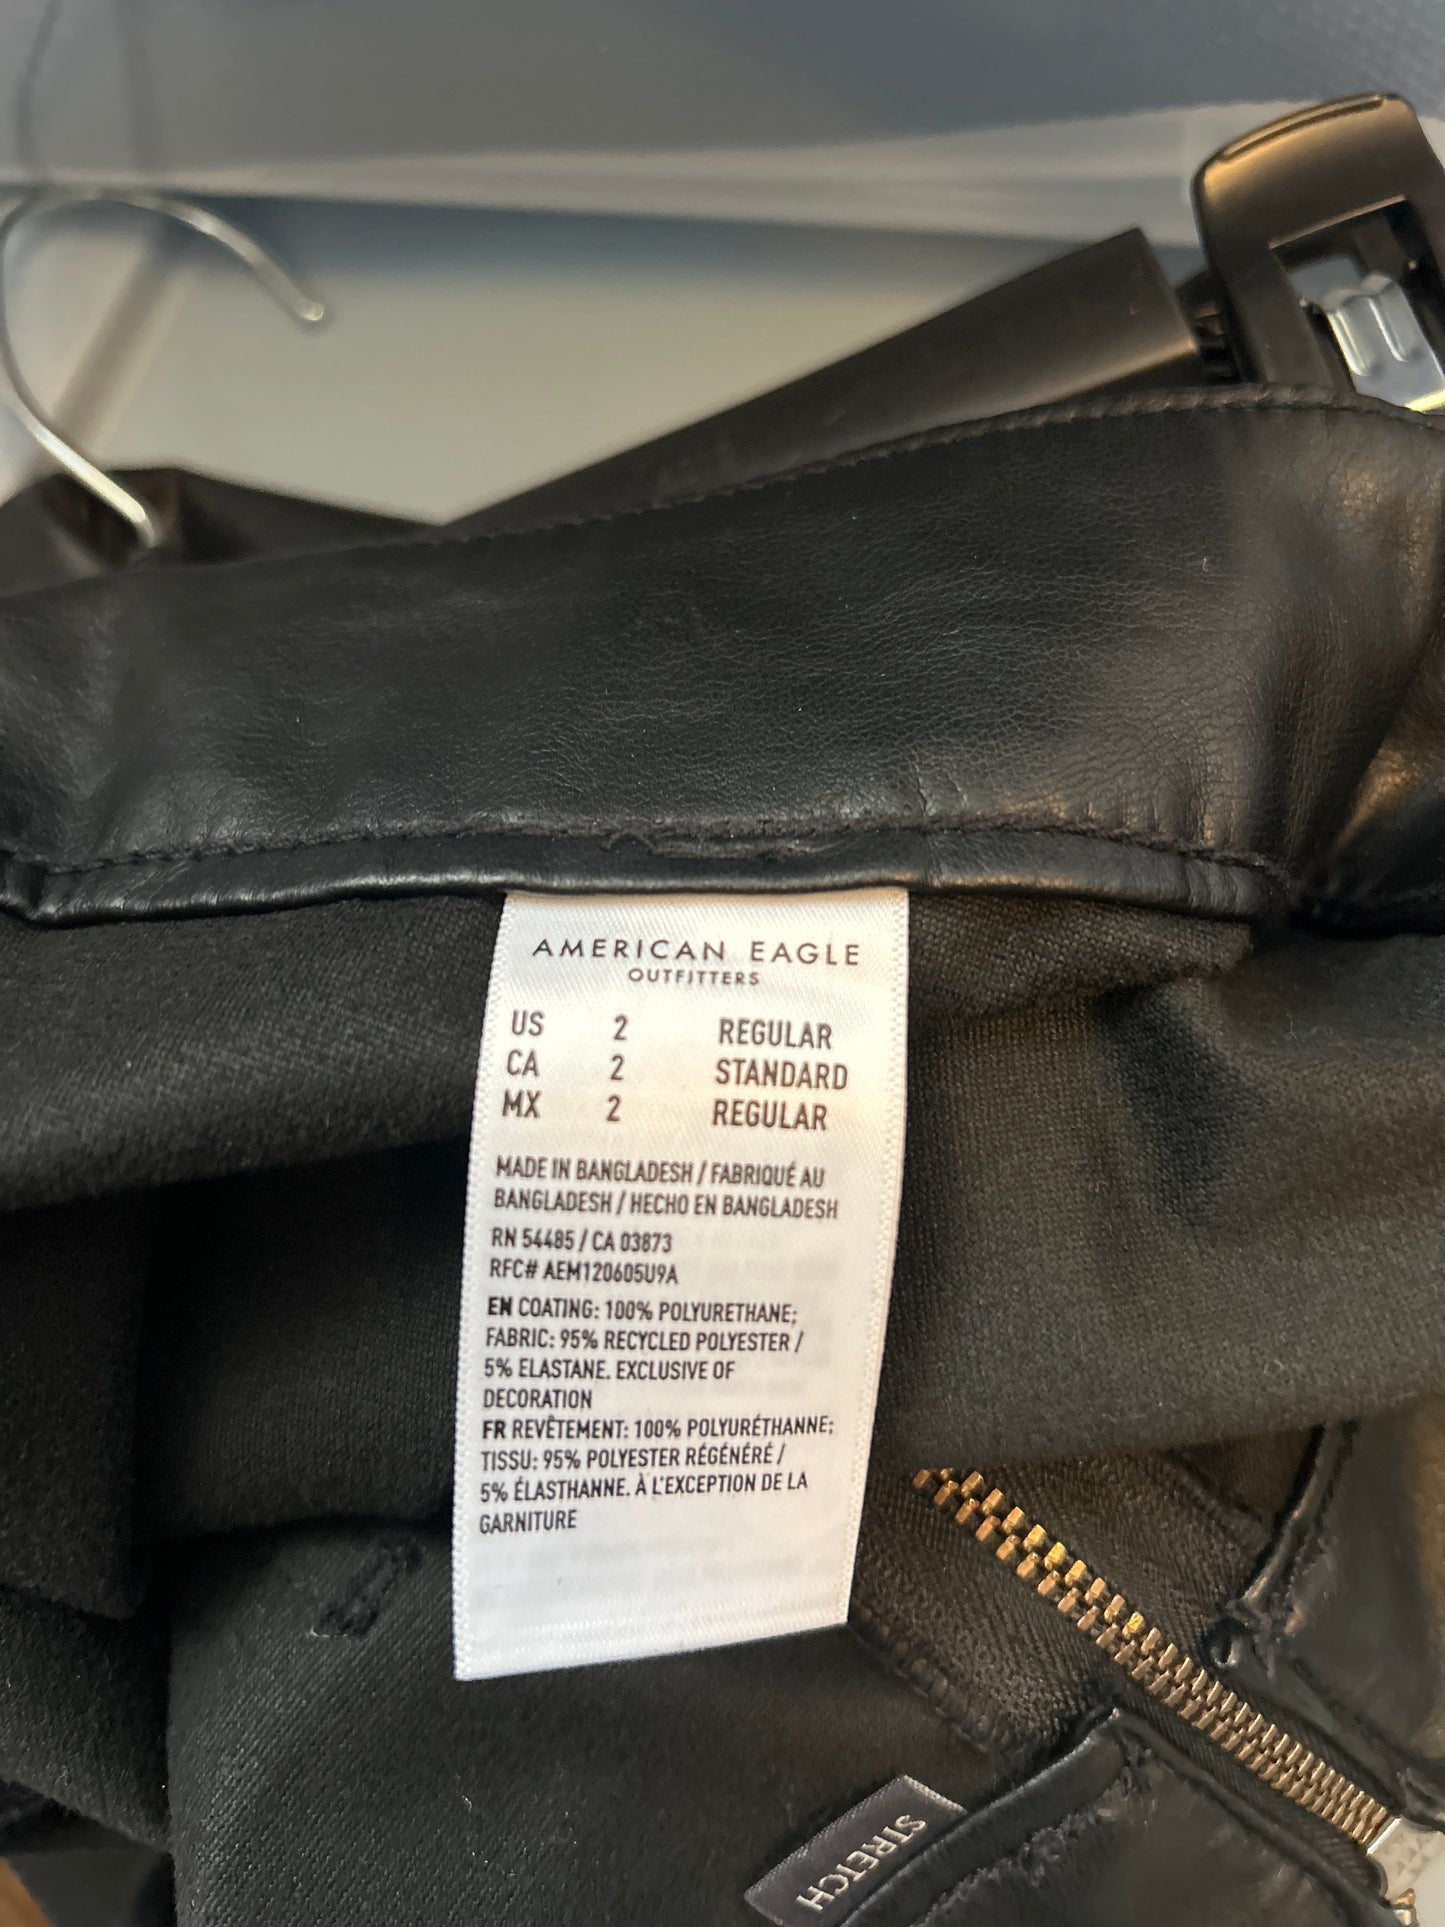 AMERICAN EAGLE
OUTFITTERS
US 2 REGULAR
CA 2 STANDARD
MX 2 REGULAR
MADE IN BANGLADESH / FABRIQUÉ AU
BANGLADESH / HECHO EN BANGLADESH
RN 54485 / CA 03873
RFC# AEM120605U9A
EN COATING: 100% POLYURETHANE;
FABRIC: 95% RECYCLED POLYESTER /
5% ELASTANE. EXCLUSIVE OF
DECORATION
FR REVÊTEMENT: 100% POLYURÉTHANNE;
TISSU: 95% POLYESTER RÉGÉNÉRÉ /
5% ÉLASTHANNE. À L'EXCEPTION DE LA
GARNITURE
STRETCH